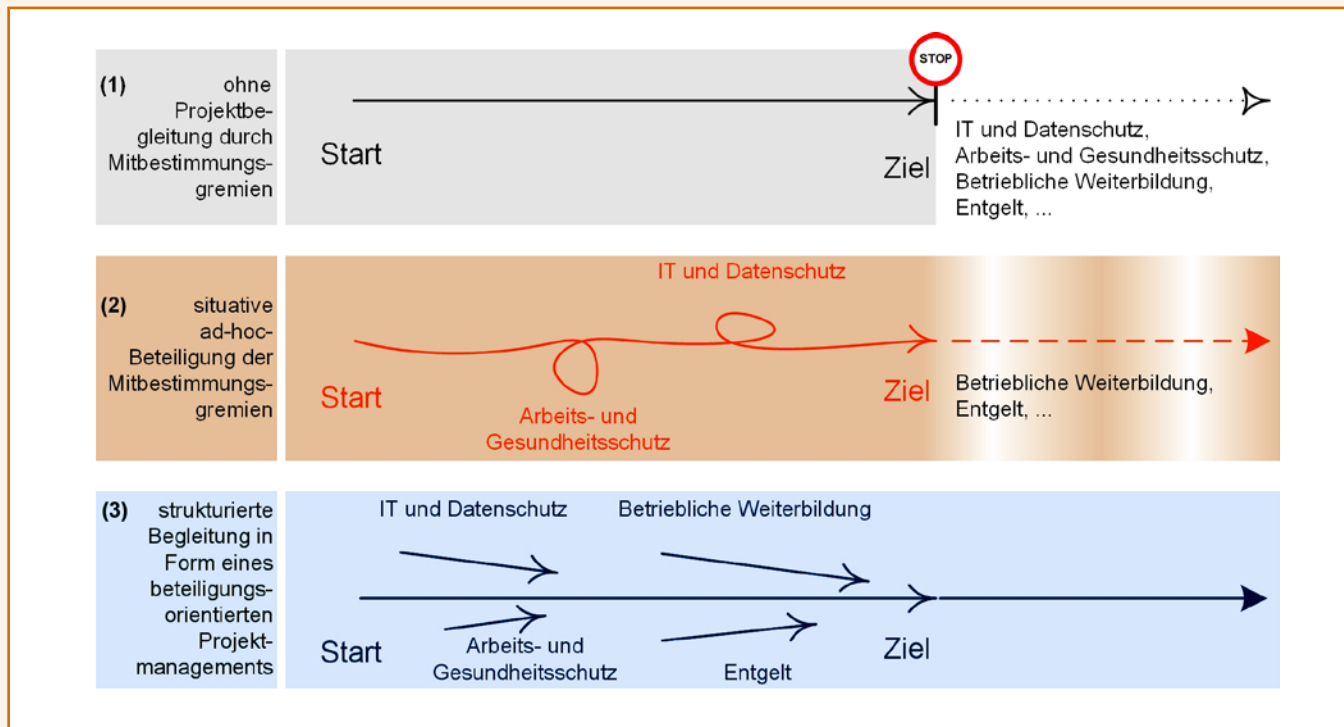 (1) ohne
Projektbe-
gleitung durch
Mitbestimmungs-
gremien
Start
Ziel
STOP
IT und Datenschutz,
Arbeits- und Gesundheitsschutz,
Betriebliche Weiterbildung,
Entgelt, ...
(2) situative
ad-hoc-
Beteiligung der
Mitbestimmungs-
gremien
Start
Arbeits- und
Gesundheitsschutz
IT und Datenschutz
Ziel
Betriebliche Weiterbildung,
Entgelt, ...
(3) strukturierte
Begleitung in
Form eines
beteiligungs-
orientierten
Projekt-
managements
IT und Datenschutz
Betriebliche Weiterbildung
Start
Arbeits- und
Gesundheitsschutz
Entgelt
Ziel